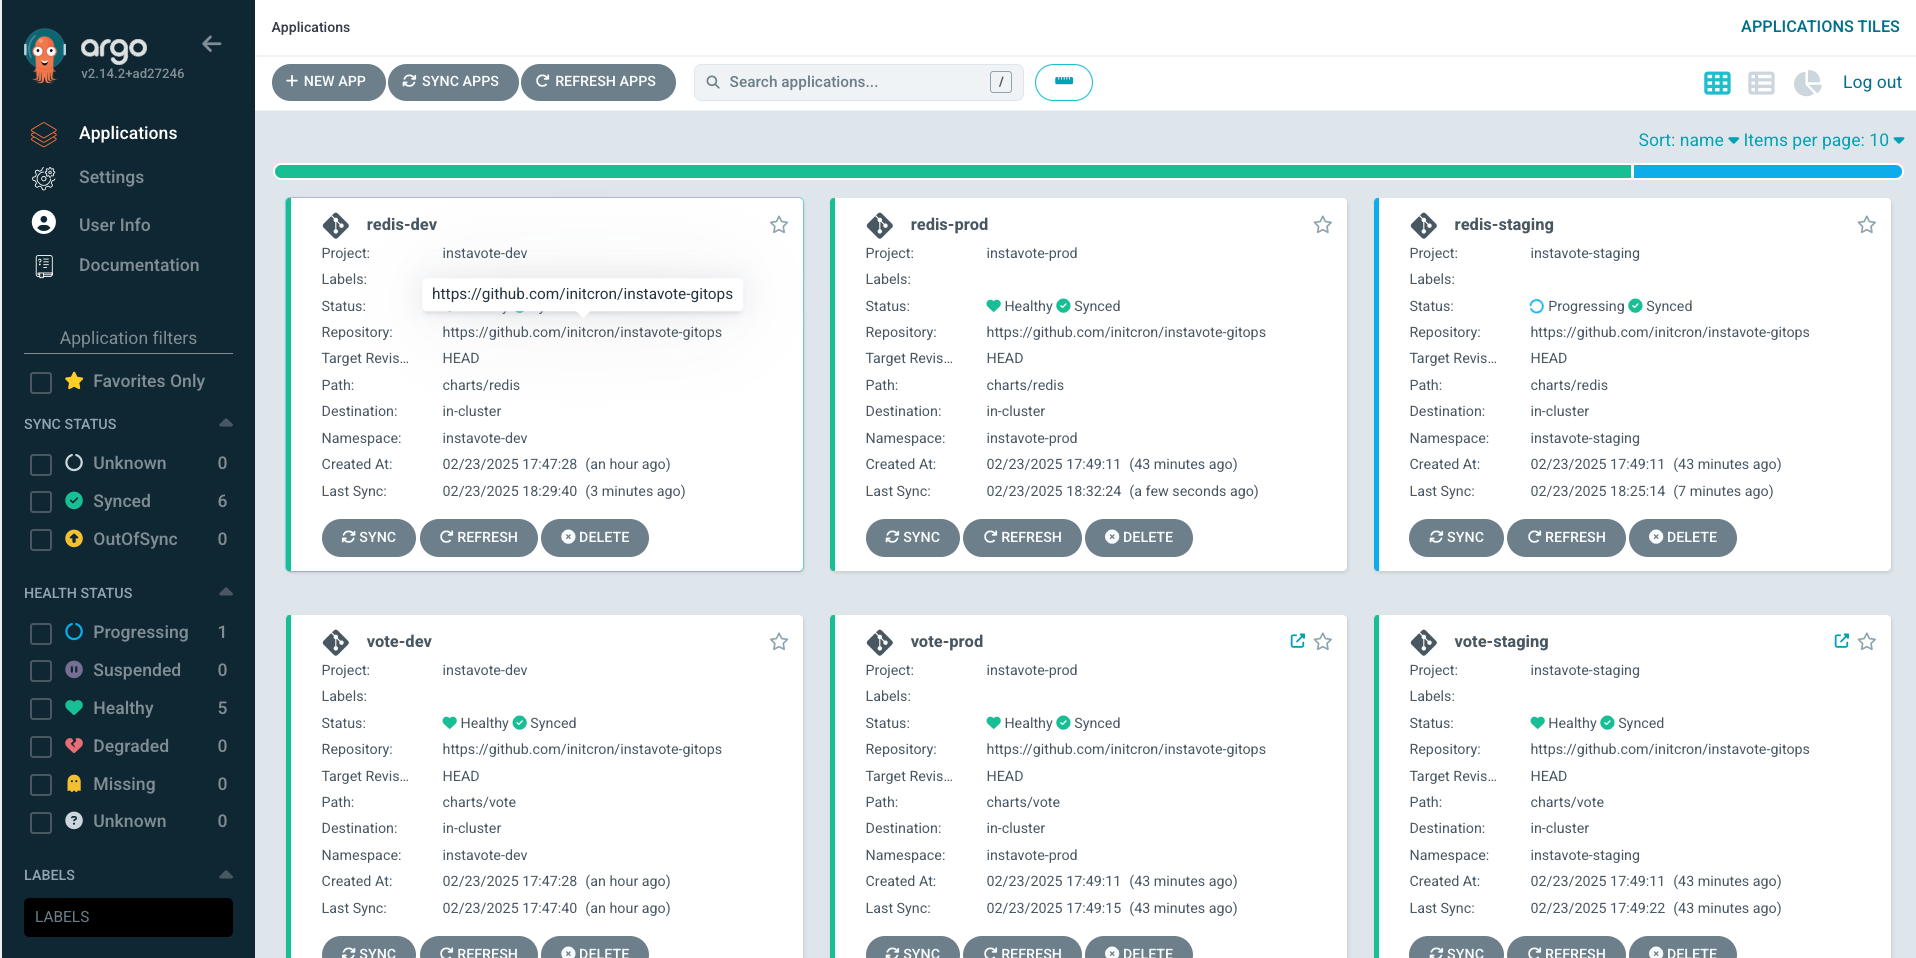 argo
v2.14.2+ad27246
Applications
Settings
User Info
Documentation
Application filters
Favorites Only
SYNC STATUS
Unknown 0
Synced 6
OutOfSync 0
HEALTH STATUS
Progressing 1
Suspended 0
Healthy 5
Degraded 0
Missing 0
Unknown 0
LABELS
LABELS
Applications
APPLICATIONS TILES
NEW APP SYNC APPS REFRESH APPS Search applications... / Log out
Sort: name Items per page: 10
redis-dev
Project: instavote-dev
Labels:
https://github.com/initcron/instavote-gitops
Status:
Repository: https://github.com/initcron/instavote-gitops
Target Revis... HEAD
Path: charts/redis
Destination: in-cluster
Namespace: instavote-dev
Created At: 02/23/2025 17:47:28 (an hour ago)
Last Sync: 02/23/2025 18:29:40 (3 minutes ago)
SYNC REFRESH DELETE
redis-prod
Project: instavote-prod
Labels:
Status: Healthy Synced
Repository: https://github.com/initcron/instavote-gitops
Target Revis... HEAD
Path: charts/redis
Destination: in-cluster
Namespace: instavote-prod
Created At: 02/23/2025 17:49:11 (43 minutes ago)
Last Sync: 02/23/2025 18:32:24 (a few seconds ago)
SYNC REFRESH DELETE
redis-staging
Project: instavote-staging
Labels:
Status: Progressing Synced
Repository: https://github.com/initcron/instavote-gitops
Target Revis... HEAD
Path: charts/redis
Destination: in-cluster
Namespace: instavote-staging
Created At: 02/23/2025 17:49:11 (43 minutes ago)
Last Sync: 02/23/2025 18:25:14 (7 minutes ago)
SYNC REFRESH DELETE
vote-dev
Project: instavote-dev
Labels:
Status: Healthy Synced
Repository: https://github.com/initcron/instavote-gitops
Target Revis... HEAD
Path: charts/vote
Destination: in-cluster
Namespace: instavote-dev
Created At: 02/23/2025 17:47:28 (an hour ago)
Last Sync: 02/23/2025 17:47:40 (an hour ago)
SYNC REFRESH DELETE
vote-prod
Project: instavote-prod
Labels:
Status: Healthy Synced
Repository: https://github.com/initcron/instavote-gitops
Target Revis... HEAD
Path: charts/vote
Destination: in-cluster
Namespace: instavote-prod
Created At: 02/23/2025 17:49:11 (43 minutes ago)
Last Sync: 02/23/2025 17:49:15 (43 minutes ago)
SYNC REFRESH DELETE
vote-staging
Project: instavote-staging
Labels:
Status: Healthy Synced
Repository: https://github.com/initcron/instavote-gitops
Target Revis... HEAD
Path: charts/vote
Destination: in-cluster
Namespace: instavote-staging
Created At: 02/23/2025 17:49:11 (43 minutes ago)
Last Sync: 02/23/2025 17:49:22 (43 minutes ago)
SYNC REFRESH DELETE